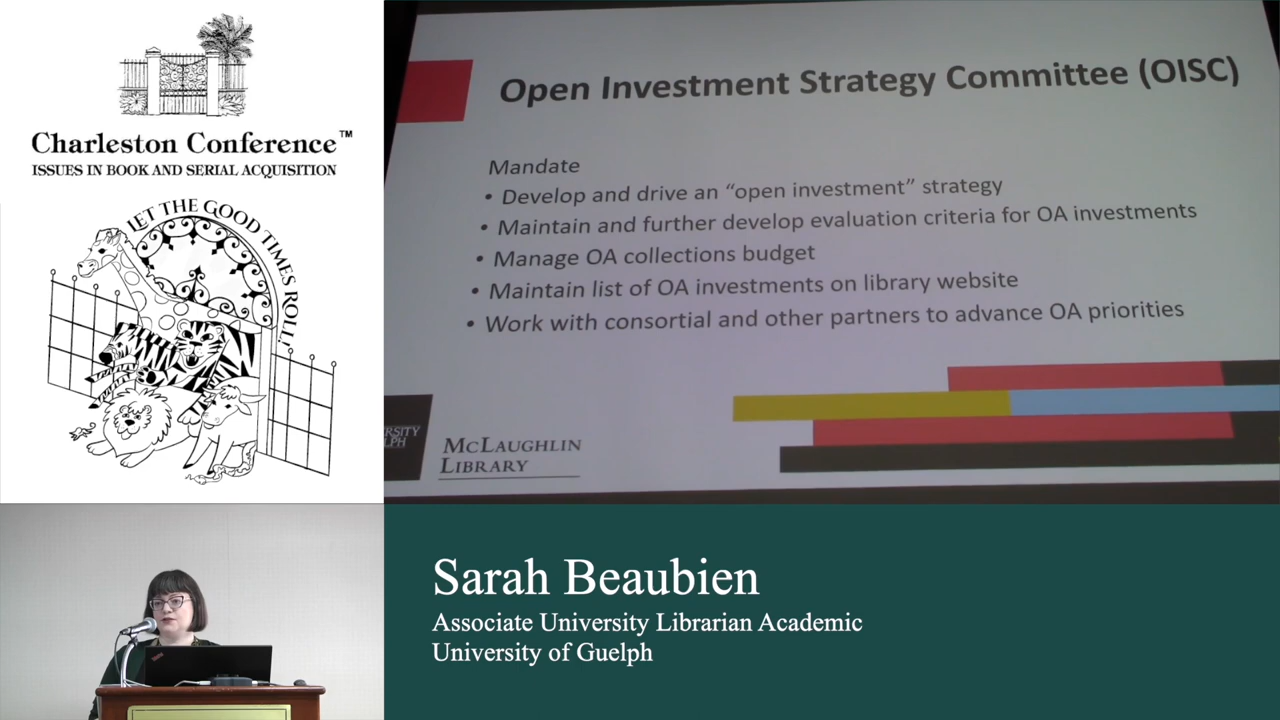 Charleston Conference™
ISSUES IN BOOK AND SERIAL ACQUISITION
LET THE GOOD TIMES ROLL!
Open Investment Strategy Committee (OISC)
Mandate
• Develop and drive an “open investment” strategy
• Maintain and further develop evaluation criteria for OA investments
• Manage OA collections budget
• Maintain list of OA investments on library website
• Work with consortial and other partners to advance OA priorities
MCLAUGHLIN
LIBRARY
Sarah Beaubien
Associate University Librarian Academic
University of Guelph